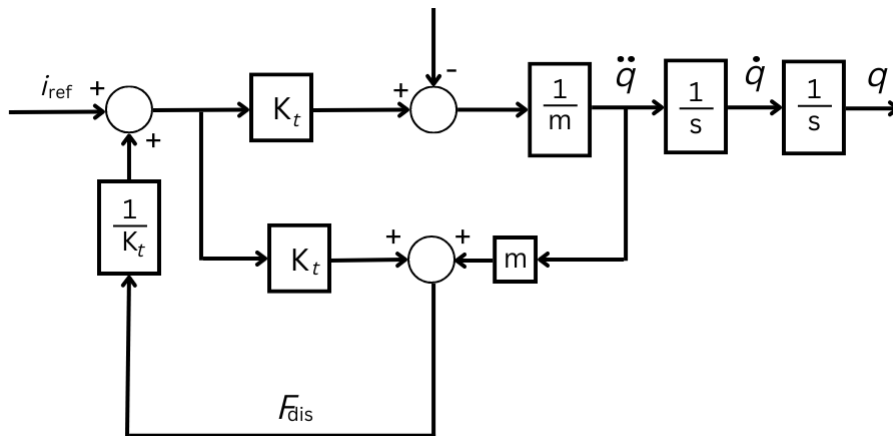 -
i_ref + K_t + 1/m q̈ 1/s q̇ 1/s q
+
1/K_t
K_t + + m
F_dis